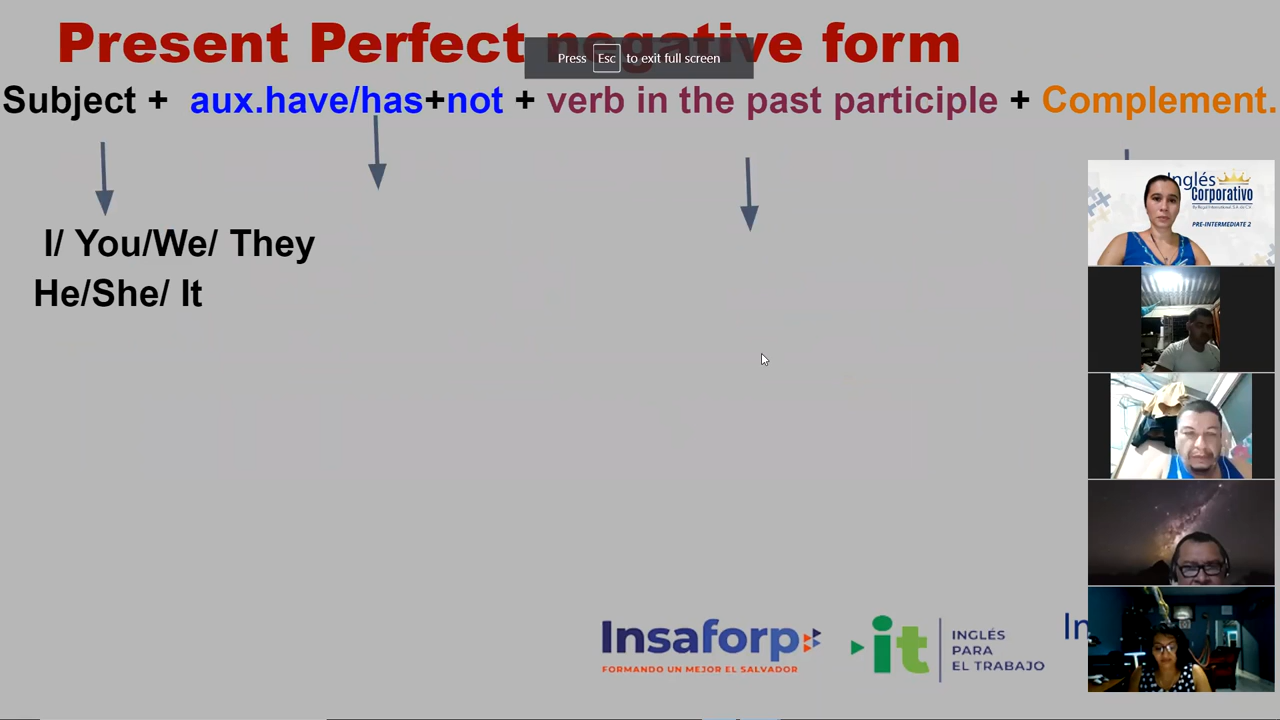 Present Perfect negative form
Press Esc to exit full screen
Subject + aux.have/has+not + verb in the past participle + Complement.
I/ You/We/ They
He/She/ It
Inglés
Corporativo
PRE-INTERMEDIATE 2
Insaforp
FORMANDO UN MEJOR EL SALVADOR
it
INGLÉS
PARA
EL TRABAJO
In